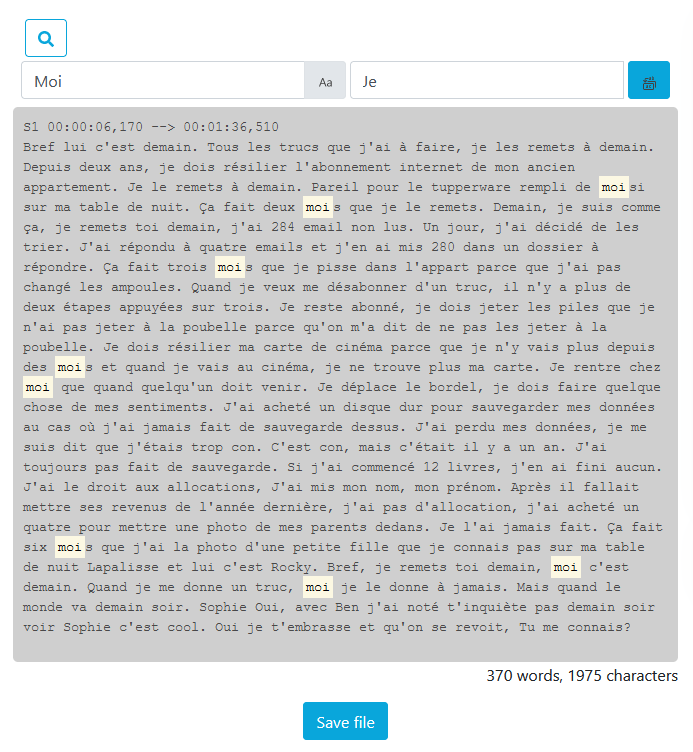 Moi
Aa
Je
S1 00:00:06,170 --> 00:01:36,510
Bref lui c'est demain. Tous les trucs que j'ai à faire, je les remets à demain.
Depuis deux ans, je dois résilier l'abonnement internet de mon ancien
appartement. Je le remets à demain. Pareil pour le tupperware rempli de moisi
sur ma table de nuit. Ça fait deux mois que je le remets. Demain, je suis comme
ça, je remets toi demain, j'ai 284 email non lus. Un jour, j'ai décidé de les
trier. J'ai répondu à quatre emails et j'en ai mis 280 dans un dossier à
répondre. Ça fait trois mois que je pisse dans l'appart parce que j'ai pas
changé les ampoules. Quand je veux me désabonner d'un truc, il n'y a plus de
deux étapes appuyées sur trois. Je reste abonné, je dois jeter les piles que je
n'ai pas jeter à la poubelle parce qu'on m'a dit de ne pas les jeter à la
poubelle. Je dois résilier ma carte de cinéma parce que je n'y vais plus depuis
des mois et quand je vais au cinéma, je ne trouve plus ma carte. Je rentre chez
moi que quand quelqu'un doit venir. Je déplace le bordel, je dois faire quelque
chose de mes sentiments. J'ai acheté un disque dur pour sauvegarder mes données
au cas où j'ai jamais fait de sauvegarde dessus. J'ai perdu mes données, je me
suis dit que j'étais trop con. C'est con, mais c'était il y a un an. J'ai
toujours pas fait de sauvegarde. Si j'ai commencé 12 livres, j'en ai fini aucun.
J'ai le droit aux allocations, J'ai mis mon nom, mon prénom. Après il fallait
mettre ses revenus de l'année dernière, j'ai pas d'allocation, j'ai acheté un
quatre pour mettre une photo de mes parents dedans. Je l'ai jamais fait. Ça fait
six mois que j'ai la photo d'une petite fille que je connais pas sur ma table
de nuit Lapalisse et lui c'est Rocky. Bref, je remets toi demain, moi c'est
demain. Quand je me donne un truc, moi je le donne à jamais. Mais quand le
monde va demain soir. Sophie Oui, avec Ben j'ai noté t'inquiète pas demain soir
voir Sophie c'est cool. Oui je t'embrasse et qu'on se revoit, Tu me connais?
370 words, 1975 characters
Save file